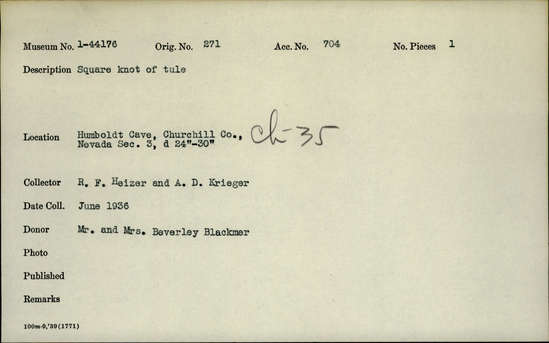 Museum No. 1-44176 Orig. No. 271 Acc. No. 704 No. Pieces 1
Description Square knot of tule
Location Humboldt Cave, Churchill Co.,
Nevada Sec. 3, d 24"-30" Ch-35
Collector R. F. Heizer and A. D. Krieger
Date Coll. June 1936
Donor Mr. and Mrs. Beverley Blackmer
Photo
Published
Remarks
100m-9,'39(1771)